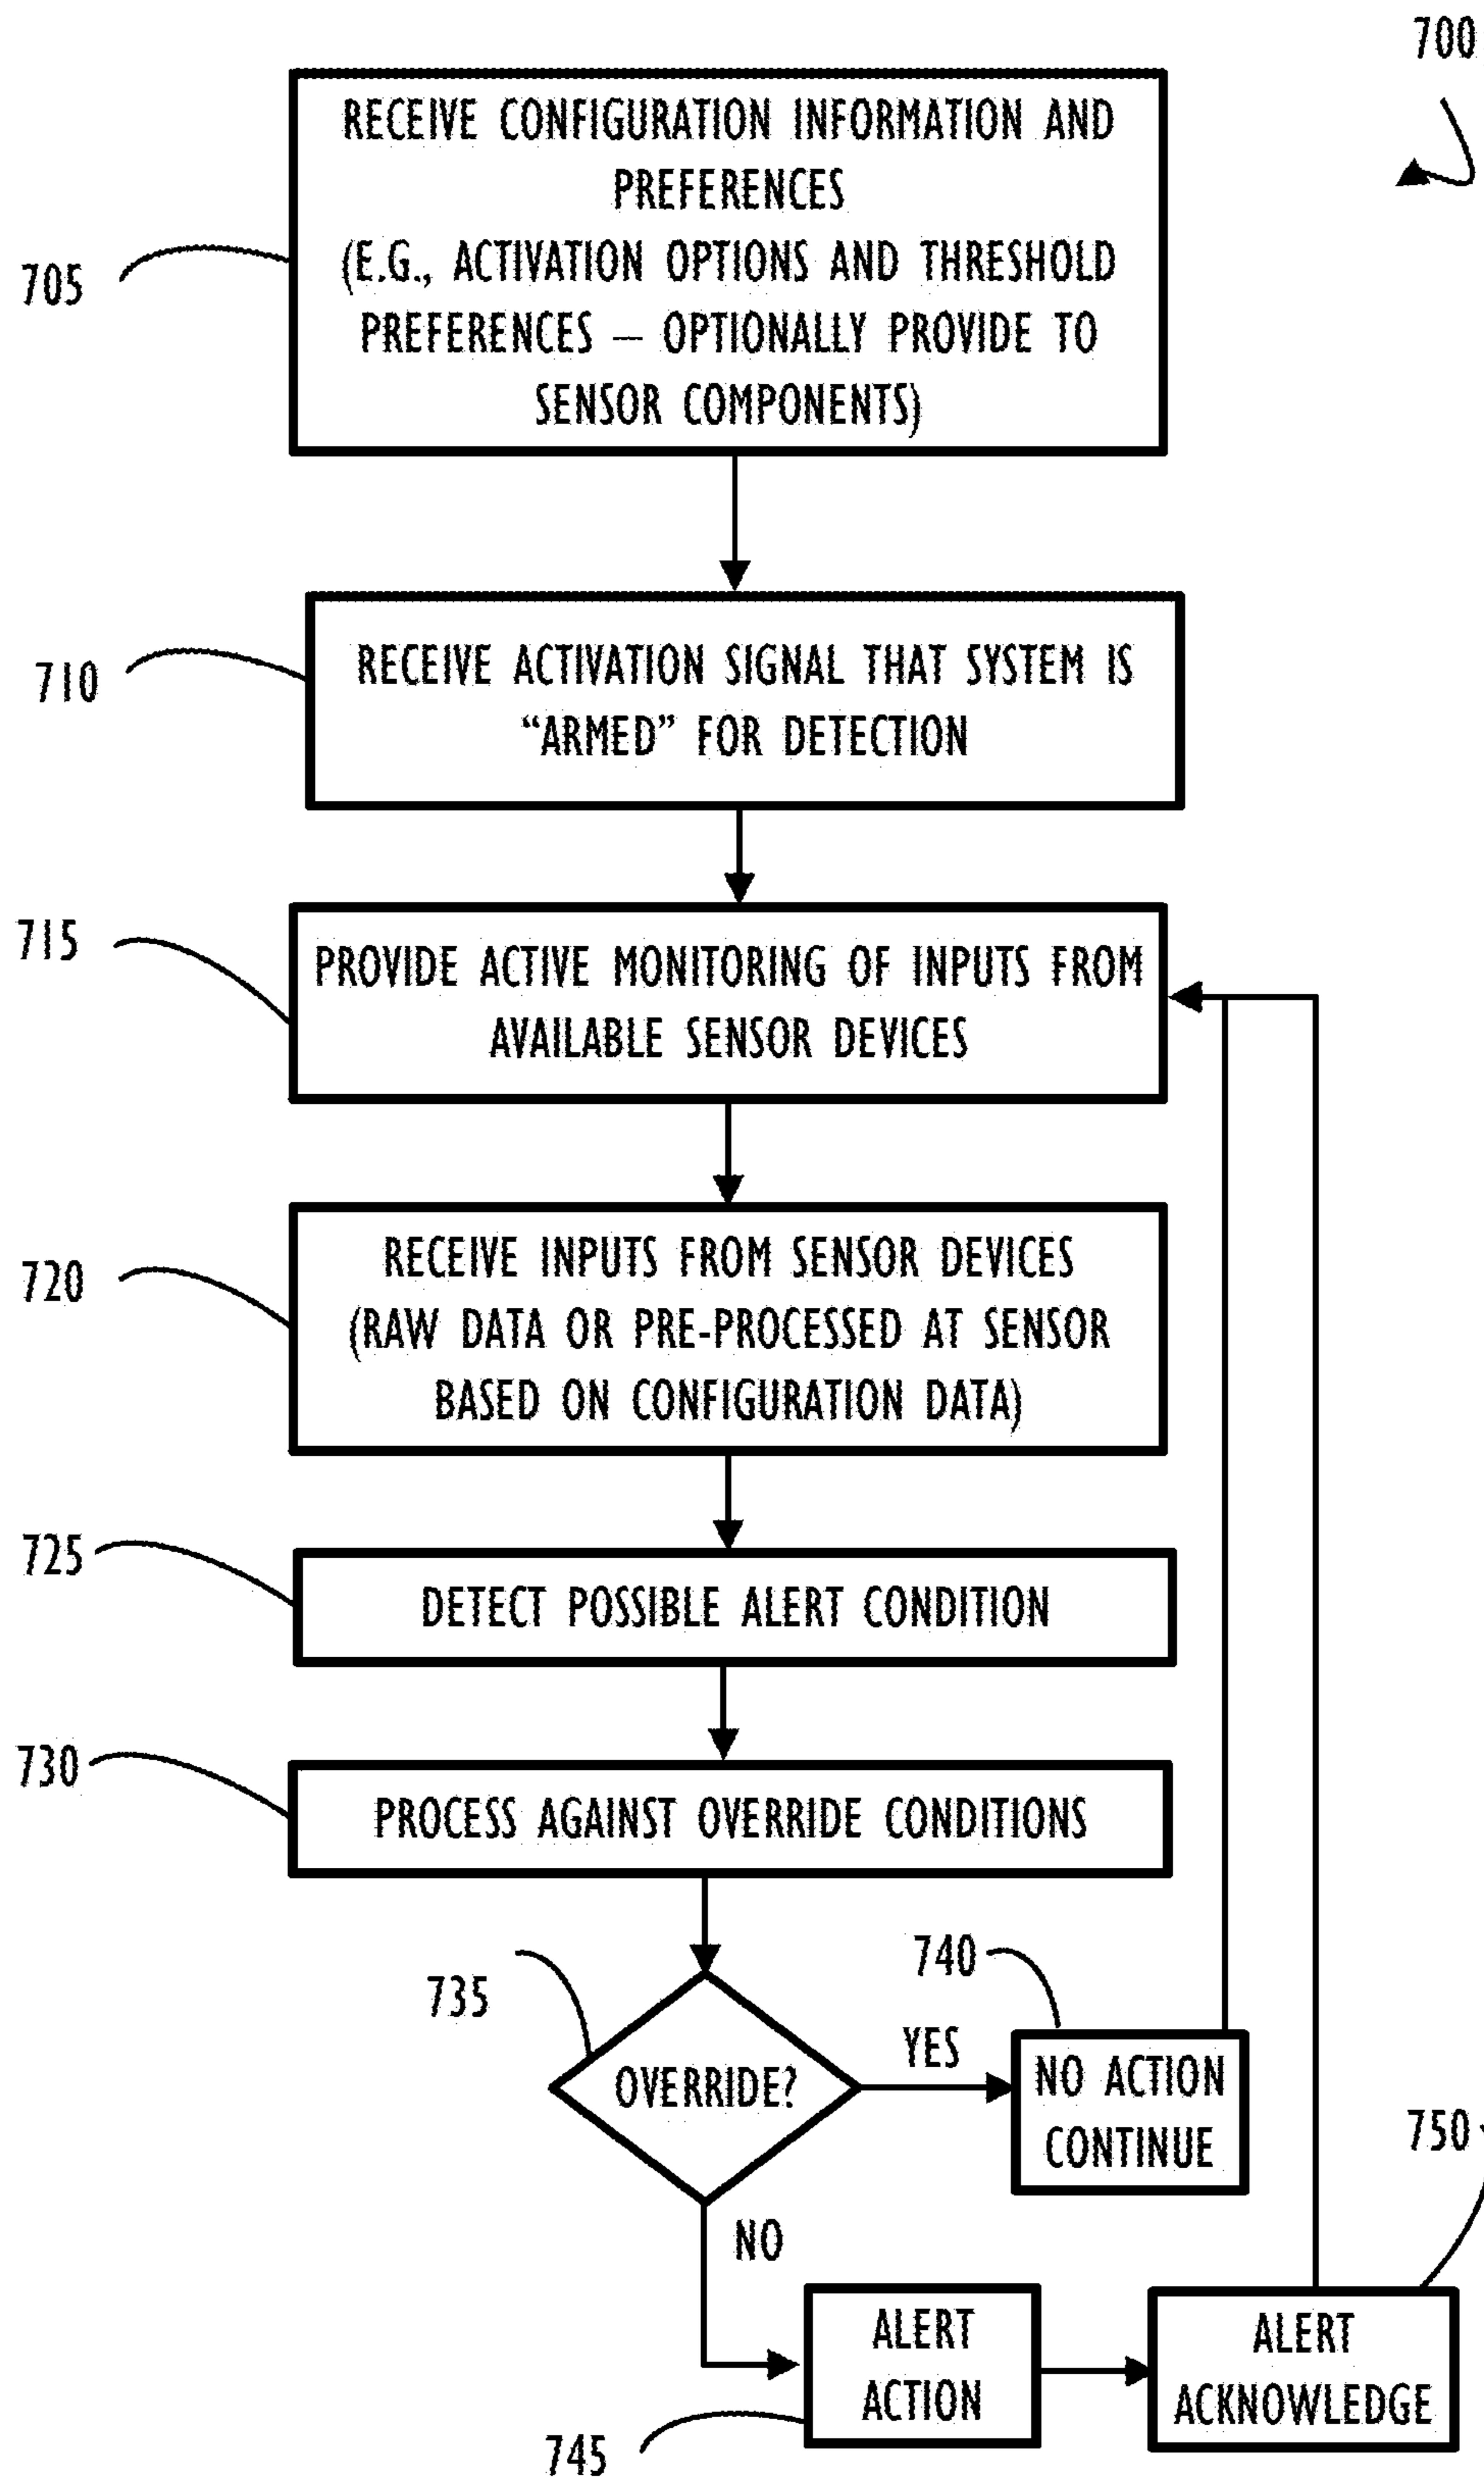 700
RECEIVE CONFIGURATION INFORMATION AND
PREFERENCES
(E.G., ACTIVATION OPTIONS AND THRESHOLD
PREFERENCES — OPTIONALLY PROVIDE TO
SENSOR COMPONENTS)
705
RECEIVE ACTIVATION SIGNAL THAT SYSTEM IS
“ARMED” FOR DETECTION
710
715
PROVIDE ACTIVE MONITORING OF INPUTS FROM
AVAILABLE SENSOR DEVICES
720
RECEIVE INPUTS FROM SENSOR DEVICES
(RAW DATA OR PRE-PROCESSED AT SENSOR
BASED ON CONFIGURATION DATA)
725
DETECT POSSIBLE ALERT CONDITION
730
PROCESS AGAINST OVERRIDE CONDITIONS
735
OVERRIDE?
YES
740
NO ACTION
CONTINUE
NO
745
ALERT
ACTION
750
ALERT
ACKNOWLEDGE